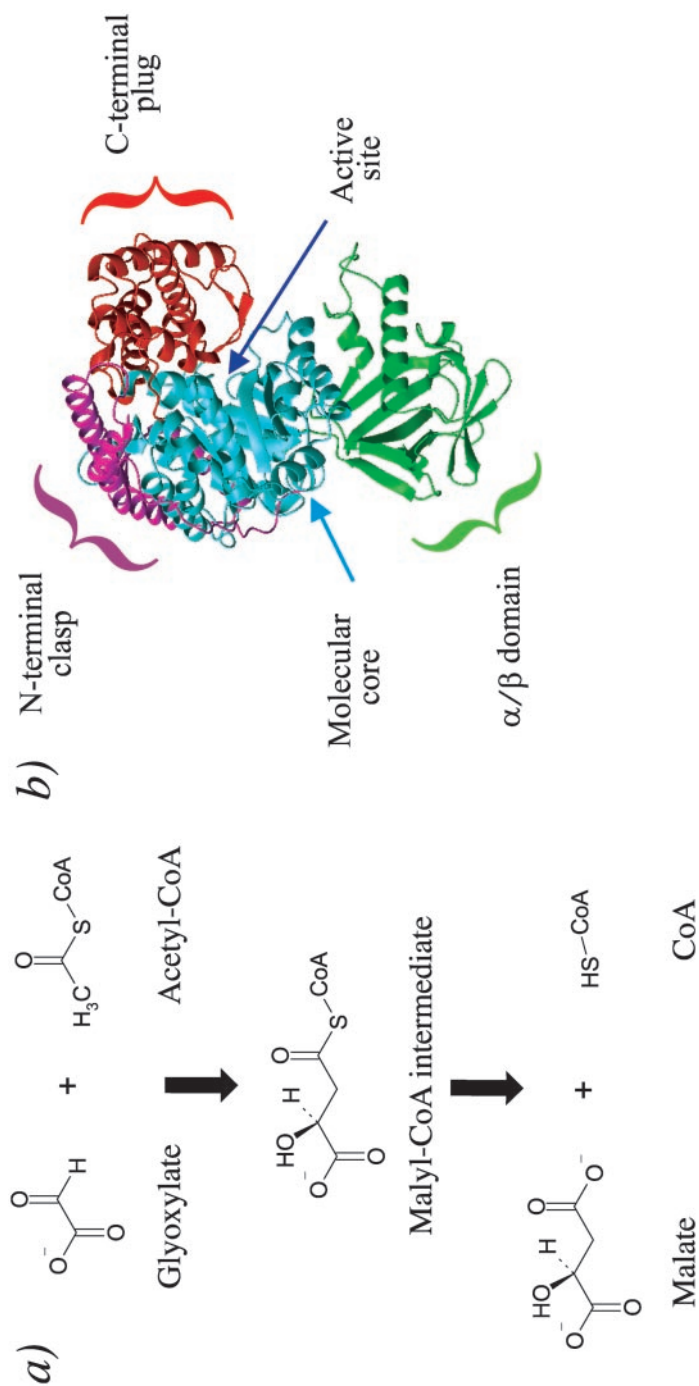 a)
O
O
O⁻
H
+
O
H₃C
S
CoA
Glyoxylate
Acetyl-CoA
HO
H
O
O⁻
O
S
CoA
Malyl-CoA intermediate
HO
H
O
O⁻
O
O⁻
+
HS
CoA
Malate
CoA
b)
N-terminal
clasp
C-terminal
plug
Active
site
Molecular
core
α/β domain